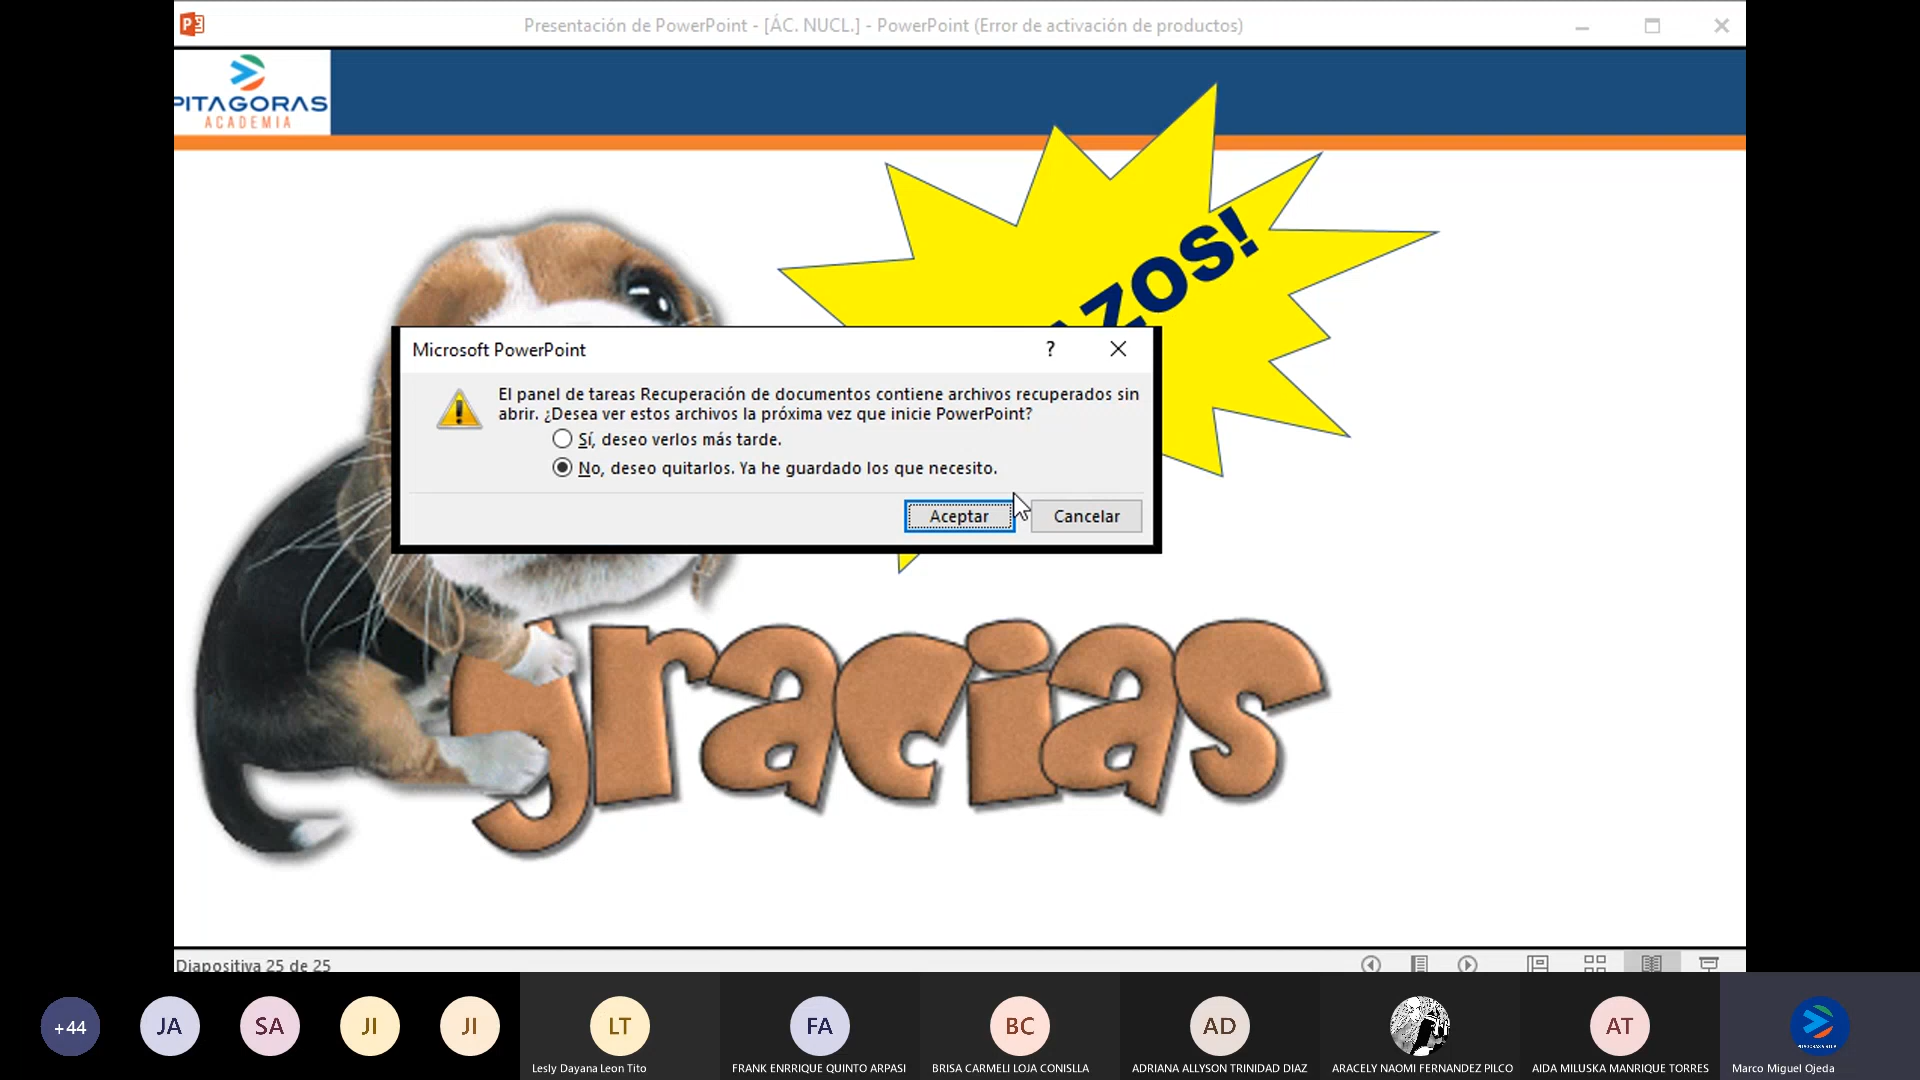 Presentación de PowerPoint - [ÁC. NUCL.] - PowerPoint (Error de activación de productos)
PITAGORAS
ACADEMIA
ZOS!
Microsoft PowerPoint
?
El panel de tareas Recuperación de documentos contiene archivos recuperados sin
abrir. ¿Desea ver estos archivos la próxima vez que inicie PowerPoint?
Sí, deseo verlos más tarde.
No, deseo quitarlos. Ya he guardado los que necesito.
Aceptar
Cancelar
gracias
Diapositiva 25 de 25
+44
JA
SA
JI
JI
LT
FA
BC
AD
AT
Lesly Dayana Leon Tito
FRANK ENRRIQUE QUINTO ARPASI
BRISA CARMELI LOJA CONISLLA
ADRIANA ALLYSON TRINIDAD DIAZ
ARACELY NAOMI FERNANDEZ PILCO
AIDA MILUSKA MANRIQUE TORRES
Marco Miguel Ojeda